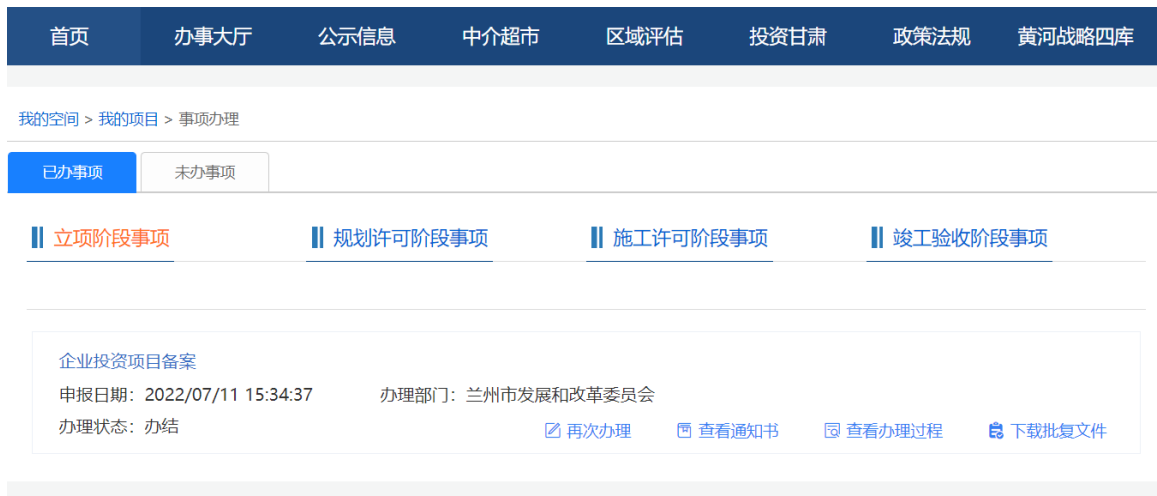 首页 办事大厅 公示信息 中介超市 区域评估 投资甘肃 政策法规 黄河战略四库
我的空间 > 我的项目 > 事项办理
已办事项 未办事项
立项阶段事项 规划许可阶段事项 施工许可阶段事项 竣工验收阶段事项
企业投资项目备案
申报日期：2022/07/11 15:34:37 办理部门：兰州市发展和改革委员会
办理状态：办结
再次办理 查看通知书 查看办理过程 下载批复文件